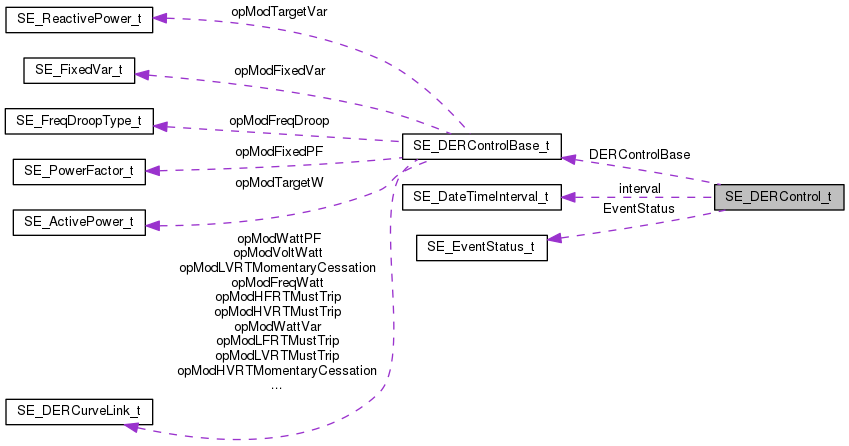 SE_ReactivePower_t
opModTargetVar
SE_FixedVar_t
opModFixedVar
SE_FreqDroopType_t
opModFreqDroop
SE_DERControlBase_t
opModFixedPF
DERControlBase
SE_PowerFactor_t
opModTargetW
SE_DateTimeInterval_t
interval
SE_DERControl_t
EventStatus
SE_ActivePower_t
SE_EventStatus_t
opModWattPF
opModVoltWatt
opModLVRTMomentaryCessation
opModFreqWatt
opModHFRTMustTrip
opModHVRTMustTrip
opModWattVar
opModLFRTMustTrip
opModLVRTMustTrip
opModHVRTMomentaryCessation
...
SE_DERCurveLink_t